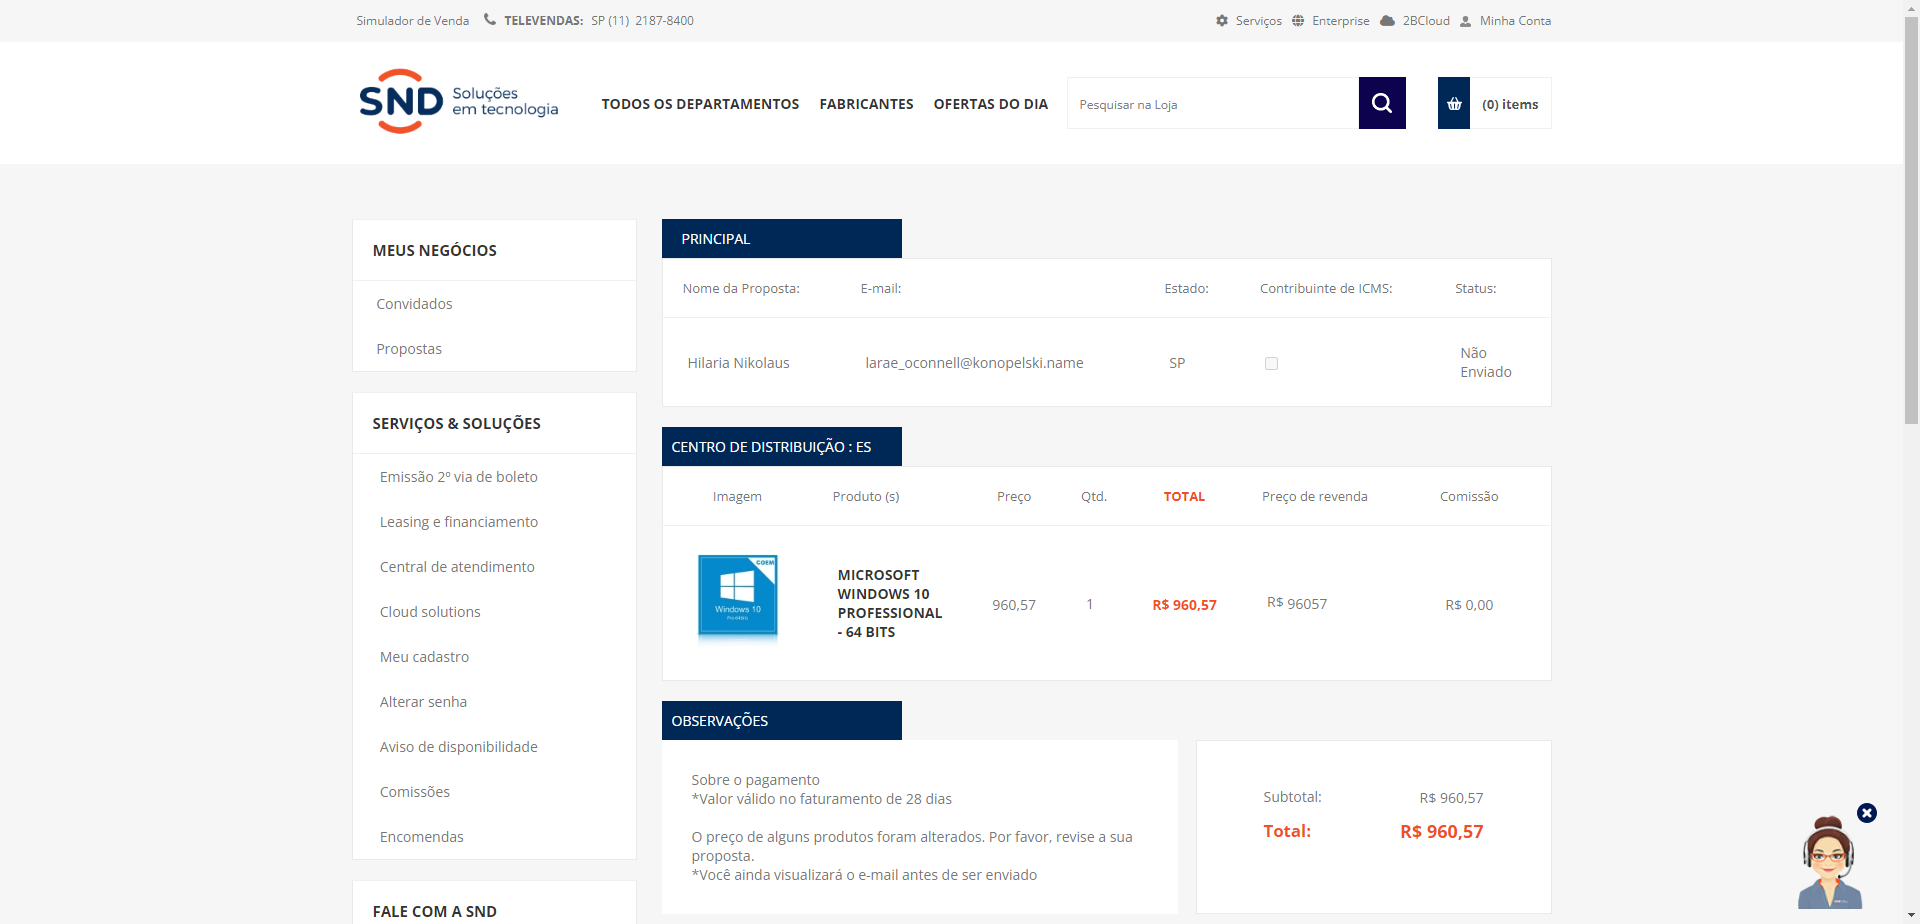 Simulador de Venda
TELEVENDAS: SP (11) 2187-8400
Serviços
Enterprise
2BCloud
Minha Conta
SND Soluções
em tecnologia
TODOS OS DEPARTAMENTOS
FABRICANTES
OFERTAS DO DIA
Pesquisar na Loja
(0) items
MEUS NEGÓCIOS
Convidados
Propostas
SERVIÇOS & SOLUÇÕES
Emissão 2º via de boleto
Leasing e financiamento
Central de atendimento
Cloud solutions
Meu cadastro
Alterar senha
Aviso de disponibilidade
Comissões
Encomendas
FALE COM A SND
PRINCIPAL
Nome da Proposta: E-mail: Estado: Contribuinte de ICMS: Status:
Hilaria Nikolaus larae_oconnell@konopelski.name SP Não
Enviado
CENTRO DE DISTRIBUIÇÃO : ES
Imagem Produto (s) Preço Qtd. TOTAL Preço de revenda Comissão
COEM
Windows 10
MICROSOFT
WINDOWS 10
PROFESSIONAL
- 64 BITS
960,57 1 R$ 960,57 R$ 96057 R$ 0,00
OBSERVAÇÕES
Sobre o pagamento
*Valor válido no faturamento de 28 dias
O preço de alguns produtos foram alterados. Por favor, revise a sua
proposta.
*Você ainda visualizará o e-mail antes de ser enviado
Subtotal: R$ 960,57
Total: R$ 960,57